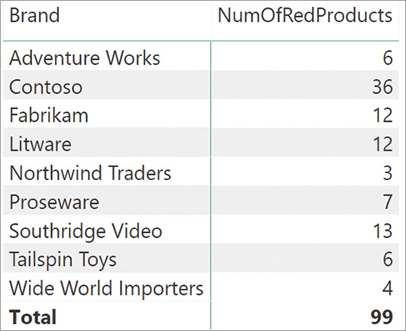 Brand NumOfRedProducts
Adventure Works 6
Contoso 36
Fabrikam 12
Litware 12
Northwind Traders 3
Proseware 7
Southridge Video 13
Tailspin Toys 6
Wide World Importers 4
Total 99